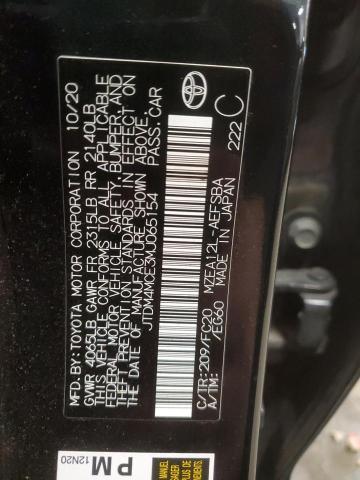 MFD.BY:TOYOTA MOTOR CORPORATION 10/20
GVWR 4065LB GAWR FR 2315LB RR 2140LB
THIS VEHICLE CONFORMS TO ALL APPLICABLE
FEDERAL MOTOR VEHICLE SAFETY, BUMPER, AND
THEFT PREVENTION STANDARDS IN EFFECT ON
THE DATE OF MANUFACTURE SHOWN ABOVE.
JTDM4MCE3MJ065154 PASS.CAR
C/TR:209/FC20 MZEA12L-AEFSBA
A/TM: /EG60 MADE IN JAPAN
222 C
PM
12N20
MANUEL